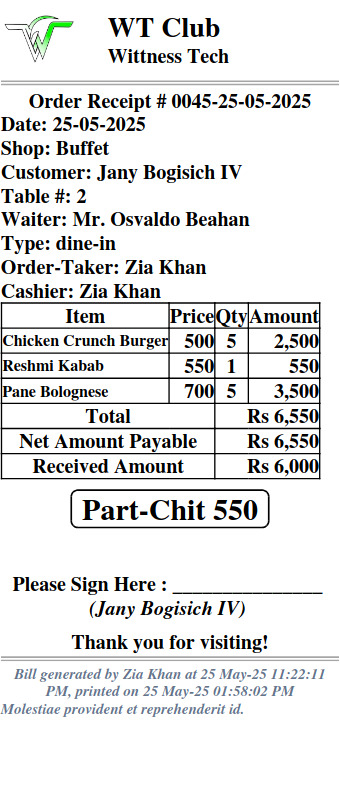 WT Club
Wittness Tech
Order Receipt # 0045-25-05-2025
Date: 25-05-2025
Shop: Buffet
Customer: Jany Bogisich IV
Table #: 2
Waiter: Mr. Osvaldo Beahan
Type: dine-in
Order-Taker: Zia Khan
Cashier: Zia Khan
Item Price Qty Amount
Chicken Crunch Burger 500 5 2,500
Reshmi Kabab 550 1 550
Pane Bolognese 700 5 3,500
Total Rs 6,550
Net Amount Payable Rs 6,550
Received Amount Rs 6,000
Part-Chit 550
Please Sign Here : _______________
(Jany Bogisich IV)
Thank you for visiting!
Bill generated by Zia Khan at 25 May-25 11:22:11
PM, printed on 25 May-25 01:58:02 PM
Molestiae provident et reprehenderit id.